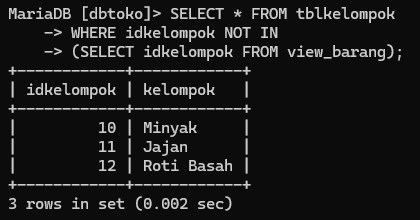 MariaDB [dbtoko]> SELECT * FROM tblkelompok
    -> WHERE idkelompok NOT IN
    -> (SELECT idkelompok FROM view_barang);
+------------+------------+
| idkelompok | kelompok   |
+------------+------------+
|         10 | Minyak     |
|         11 | Jajan      |
|         12 | Roti Basah |
+------------+------------+
3 rows in set (0.002 sec)